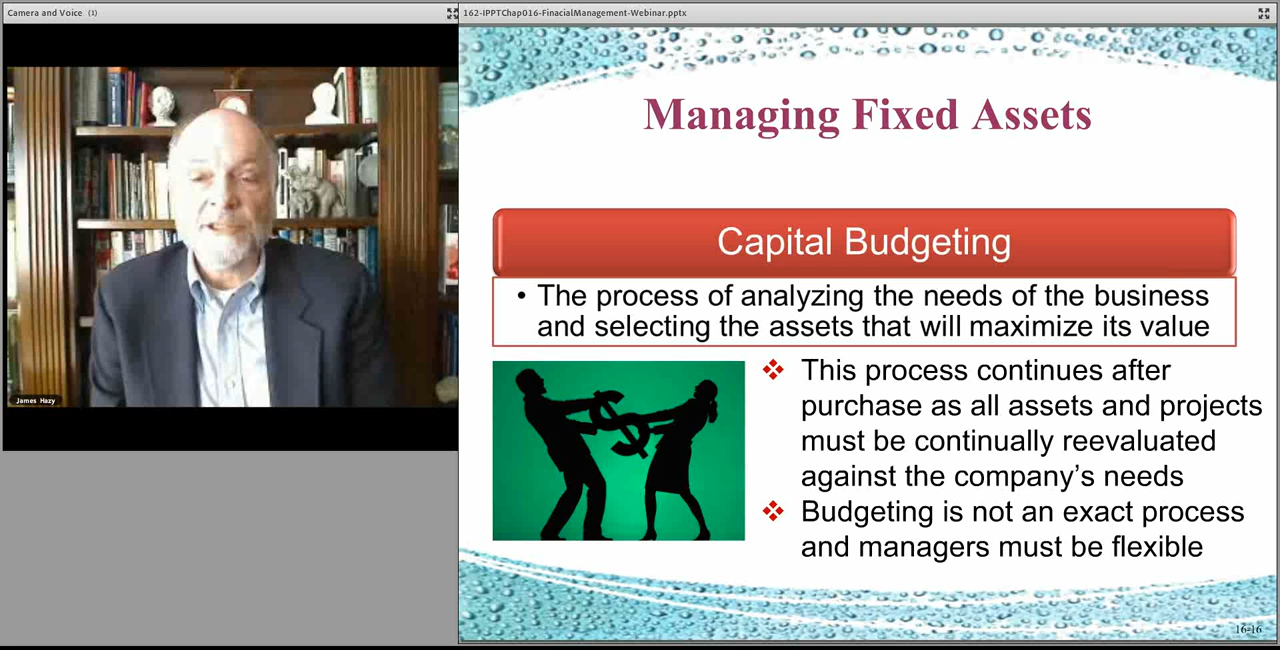 Camera and Voice (1)
162-IPPTChap016-FinacialManagement-Webinar.pptx
James Hazy
Managing Fixed Assets
Capital Budgeting
• The process of analyzing the needs of the business
and selecting the assets that will maximize its value
This process continues after
purchase as all assets and projects
must be continually reevaluated
against the company’s needs
Budgeting is not an exact process
and managers must be flexible
16-16